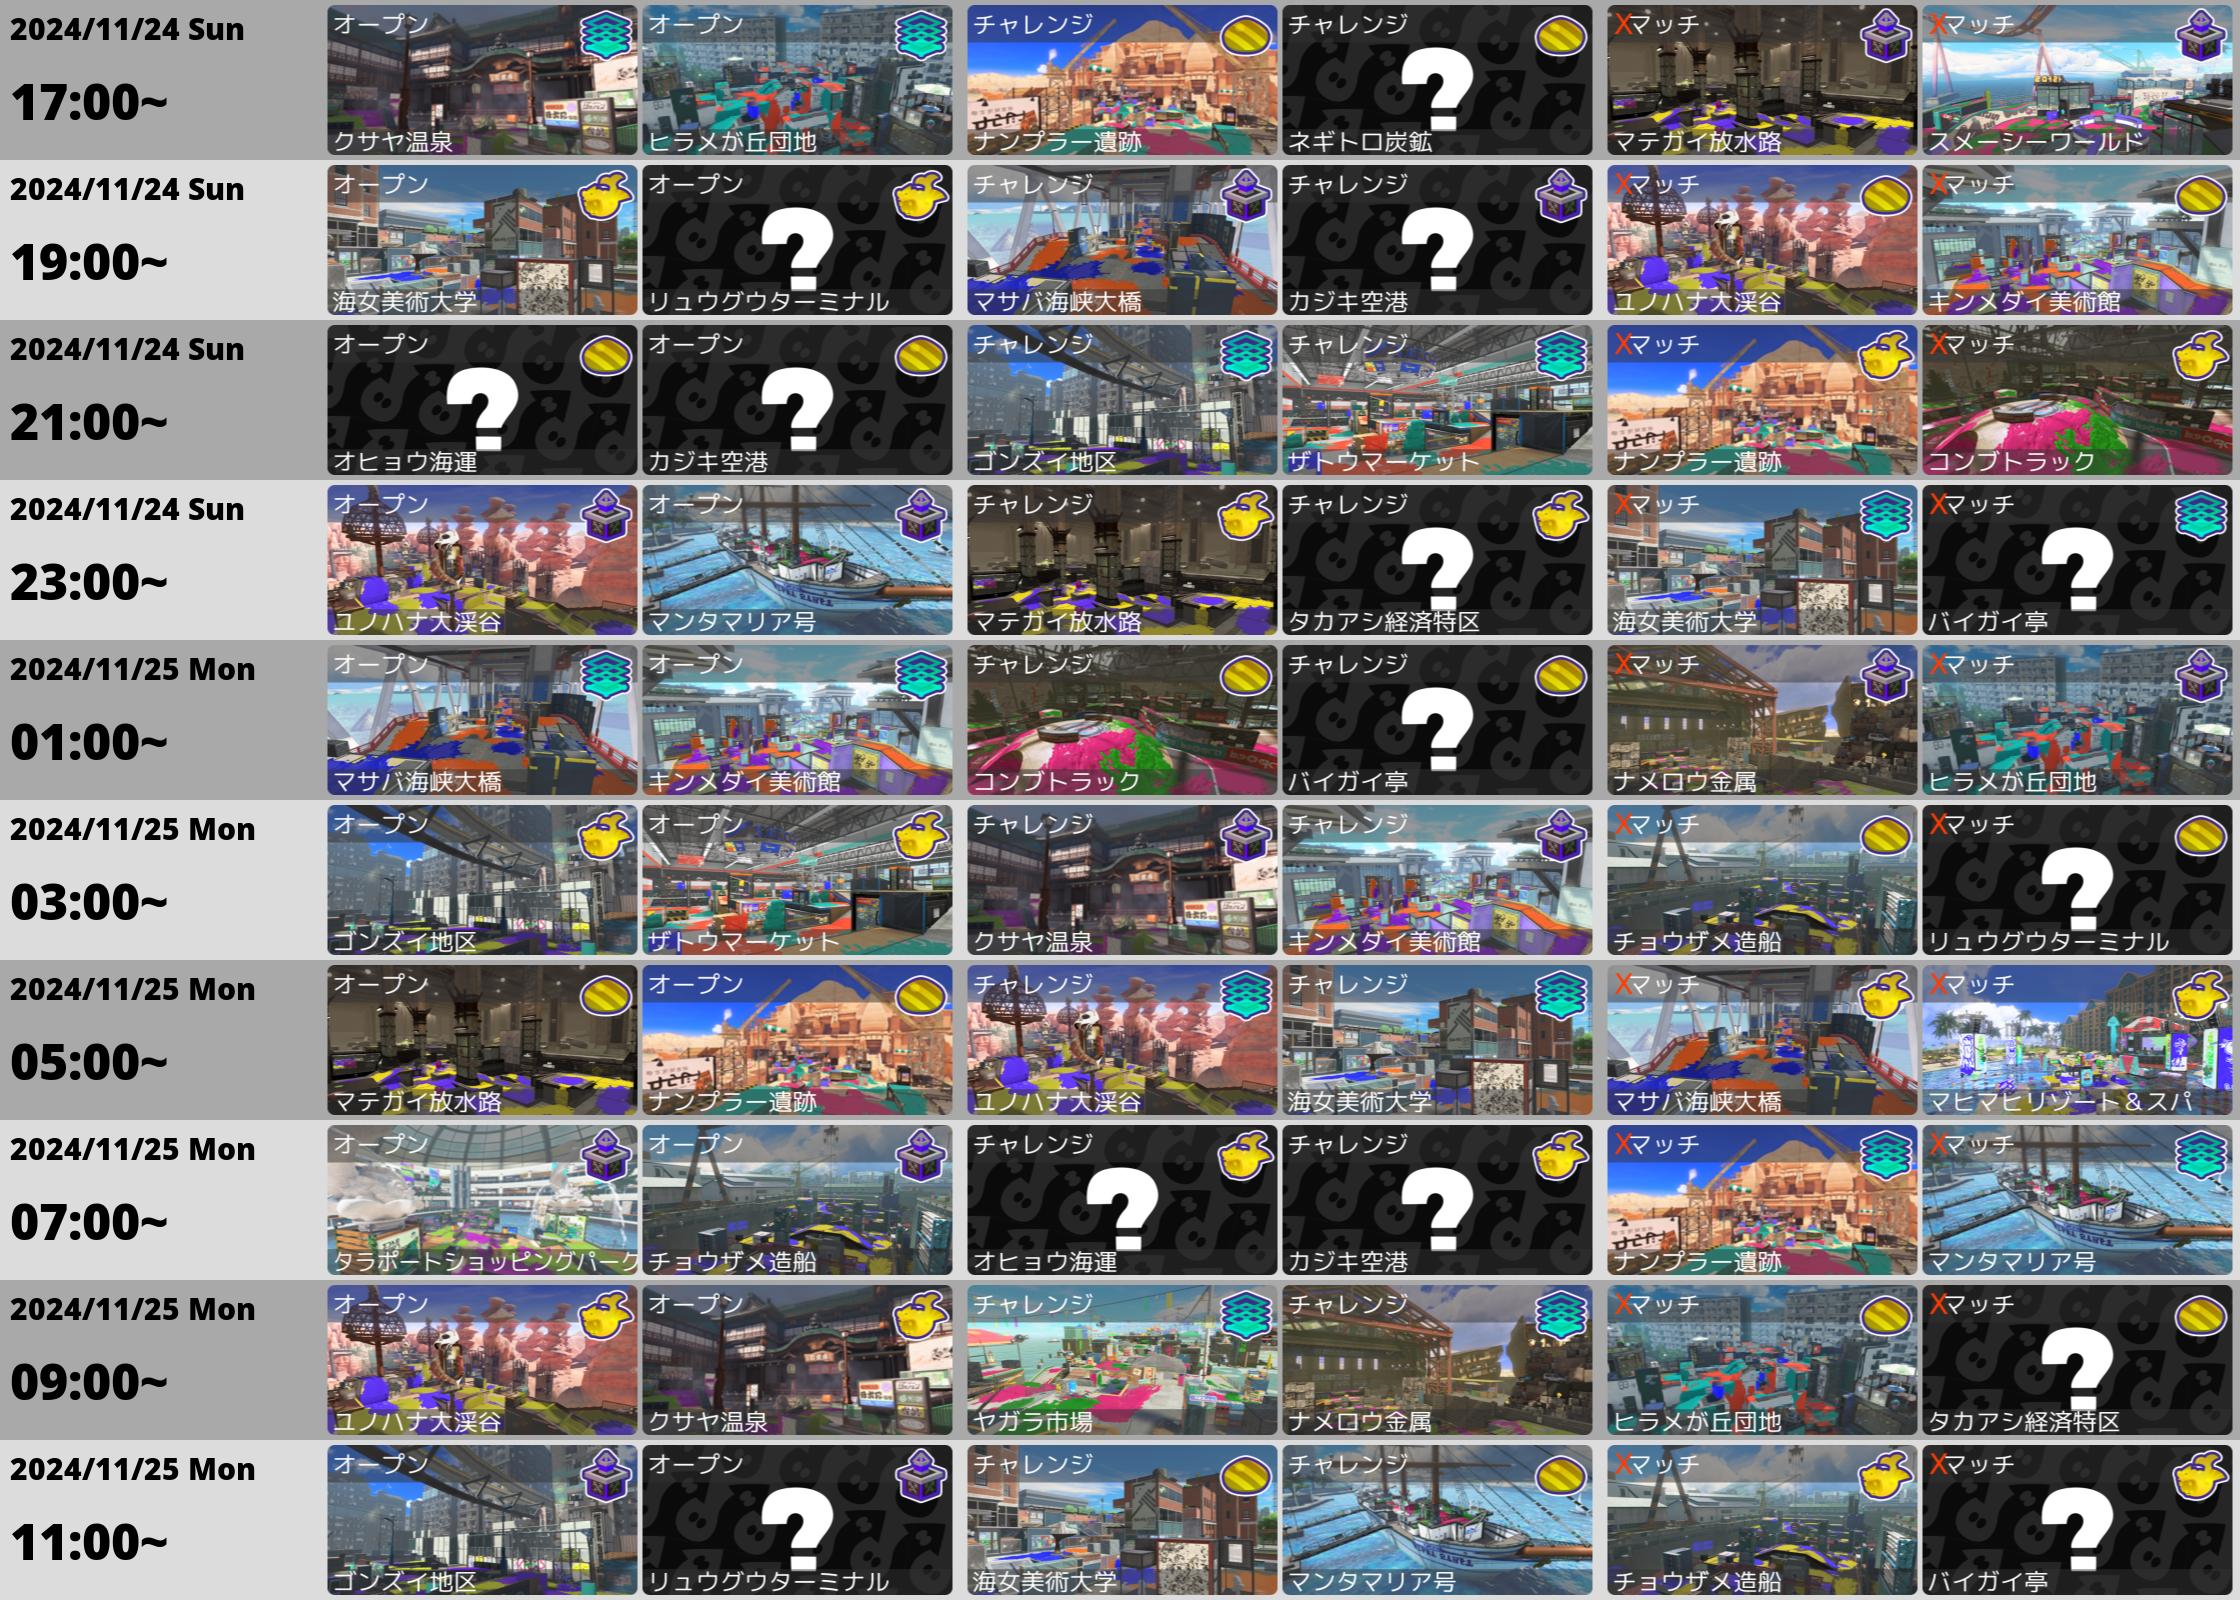 2024/11/24 Sun
17:00~
オープン
クサヤ温泉
オープン
ヒラメが丘団地
チャレンジ
ナンプラー遺跡
チャレンジ
?
ネギトロ炭鉱
Xマッチ
マテガイ放水路
Xマッチ
スメーシーワールド
2024/11/24 Sun
19:00~
オープン
海女美術大学
オープン
?
リュウグウターミナル
チャレンジ
マサバ海峡大橋
チャレンジ
?
カジキ空港
Xマッチ
ユノハナ大渓谷
Xマッチ
キンメダイ美術館
2024/11/24 Sun
21:00~
オープン
?
オヒョウ海運
オープン
?
カジキ空港
チャレンジ
ゴンズイ地区
チャレンジ
ザトウマーケット
Xマッチ
ナンプラー遺跡
Xマッチ
コンブトラック
2024/11/24 Sun
23:00~
オープン
ユノハナ大渓谷
オープン
マンタマリア号
チャレンジ
マテガイ放水路
チャレンジ
?
タカアシ経済特区
Xマッチ
海女美術大学
Xマッチ
?
バイガイ亭
2024/11/25 Mon
01:00~
オープン
マサバ海峡大橋
オープン
キンメダイ美術館
チャレンジ
コンブトラック
チャレンジ
?
バイガイ亭
Xマッチ
ナメロウ金属
Xマッチ
ヒラメが丘団地
2024/11/25 Mon
03:00~
オープン
ゴンズイ地区
オープン
ザトウマーケット
チャレンジ
クサヤ温泉
チャレンジ
キンメダイ美術館
Xマッチ
チョウザメ造船
Xマッチ
?
リュウグウターミナル
2024/11/25 Mon
05:00~
オープン
マテガイ放水路
オープン
ナンプラー遺跡
チャレンジ
ユノハナ大渓谷
チャレンジ
海女美術大学
Xマッチ
マサバ海峡大橋
Xマッチ
マヒマヒリゾート＆スパ
2024/11/25 Mon
07:00~
オープン
タラポートショッピングパーク
オープン
チョウザメ造船
チャレンジ
?
オヒョウ海運
チャレンジ
?
カジキ空港
Xマッチ
ナンプラー遺跡
Xマッチ
マンタマリア号
2024/11/25 Mon
09:00~
オープン
ユノハナ大渓谷
オープン
クサヤ温泉
チャレンジ
ヤガラ市場
チャレンジ
ナメロウ金属
Xマッチ
ヒラメが丘団地
Xマッチ
?
タカアシ経済特区
2024/11/25 Mon
11:00~
オープン
ゴンズイ地区
オープン
?
リュウグウターミナル
チャレンジ
海女美術大学
チャレンジ
マンタマリア号
Xマッチ
チョウザメ造船
Xマッチ
?
バイガイ亭